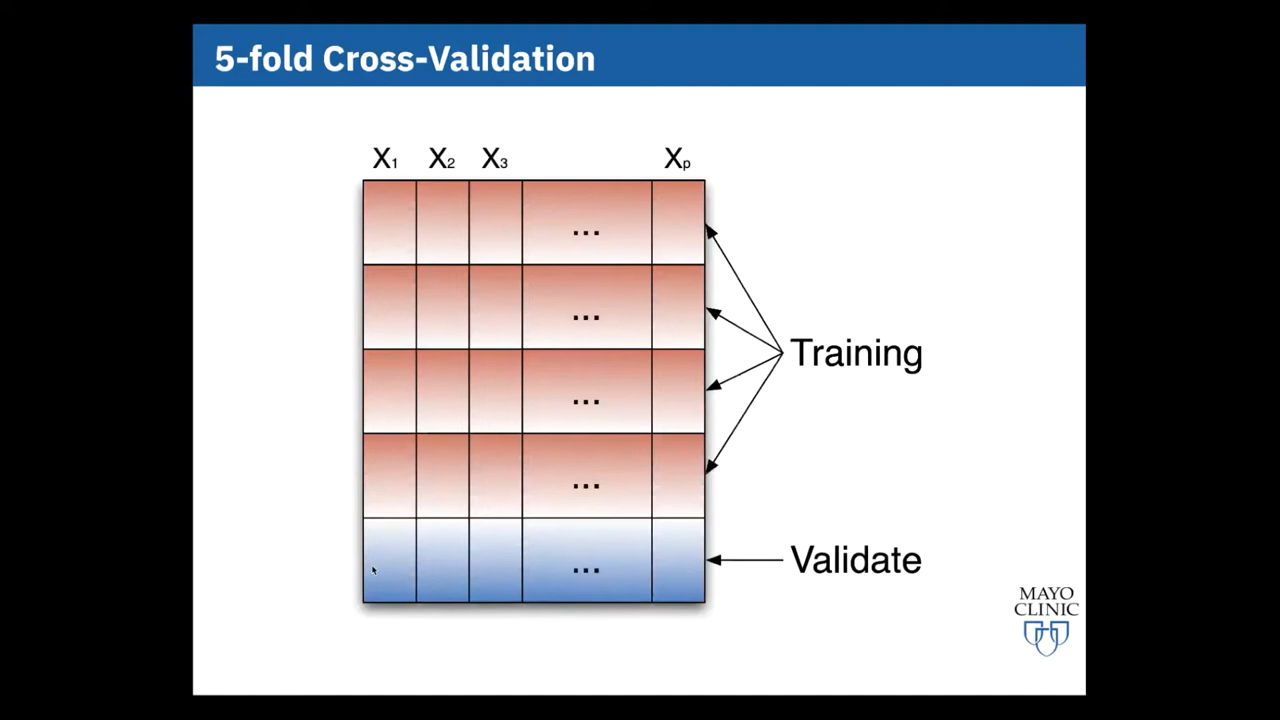 5-fold Cross-Validation
X₁ X₂ X₃ Xₚ
...
...
...
...
...
Training
Validate
MAYO
CLINIC